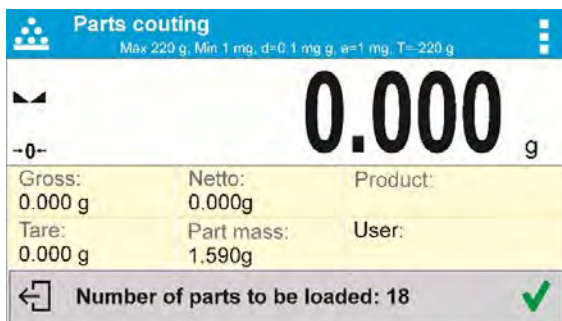 Parts couting
Max 220 g, Min 1 mg, d=0.1 mg g, e=1 mg, T=-220 g
→0←
0.000 g
Gross: Netto: Product:
0.000 g 0.000g
Tare: Part mass: User:
0.000 g 1.590g
Number of parts to be loaded: 18